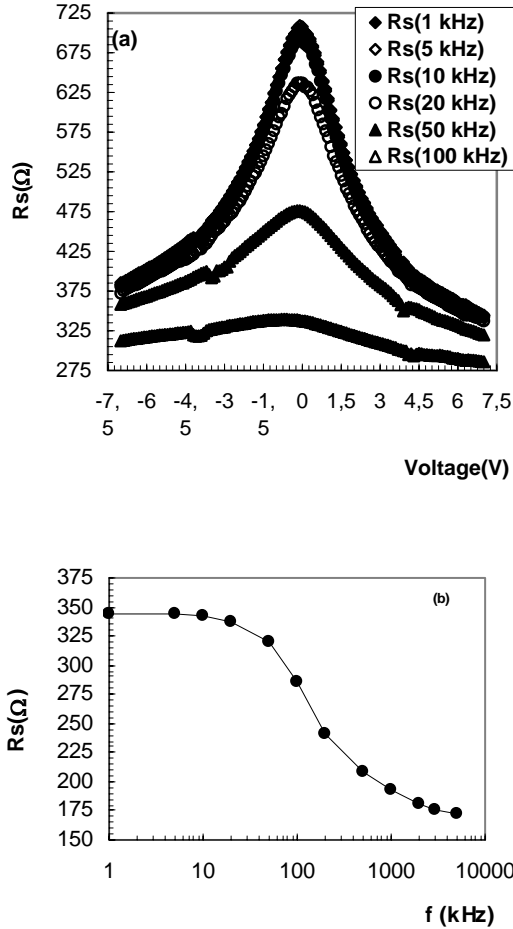 (a)
Rs(1 kHz)
Rs(5 kHz)
Rs(10 kHz)
Rs(20 kHz)
Rs(50 kHz)
Rs(100 kHz)
Rs(Ω)
725
675
625
575
525
475
425
375
325
275
-7,5 -6 -4,5 -3 -1,5 0 1,5 3 4,5 6 7,5
Voltage(V)
(b)
Rs(Ω)
375
350
325
300
275
250
225
200
175
150
1 10 100 1000 10000
f (kHz)